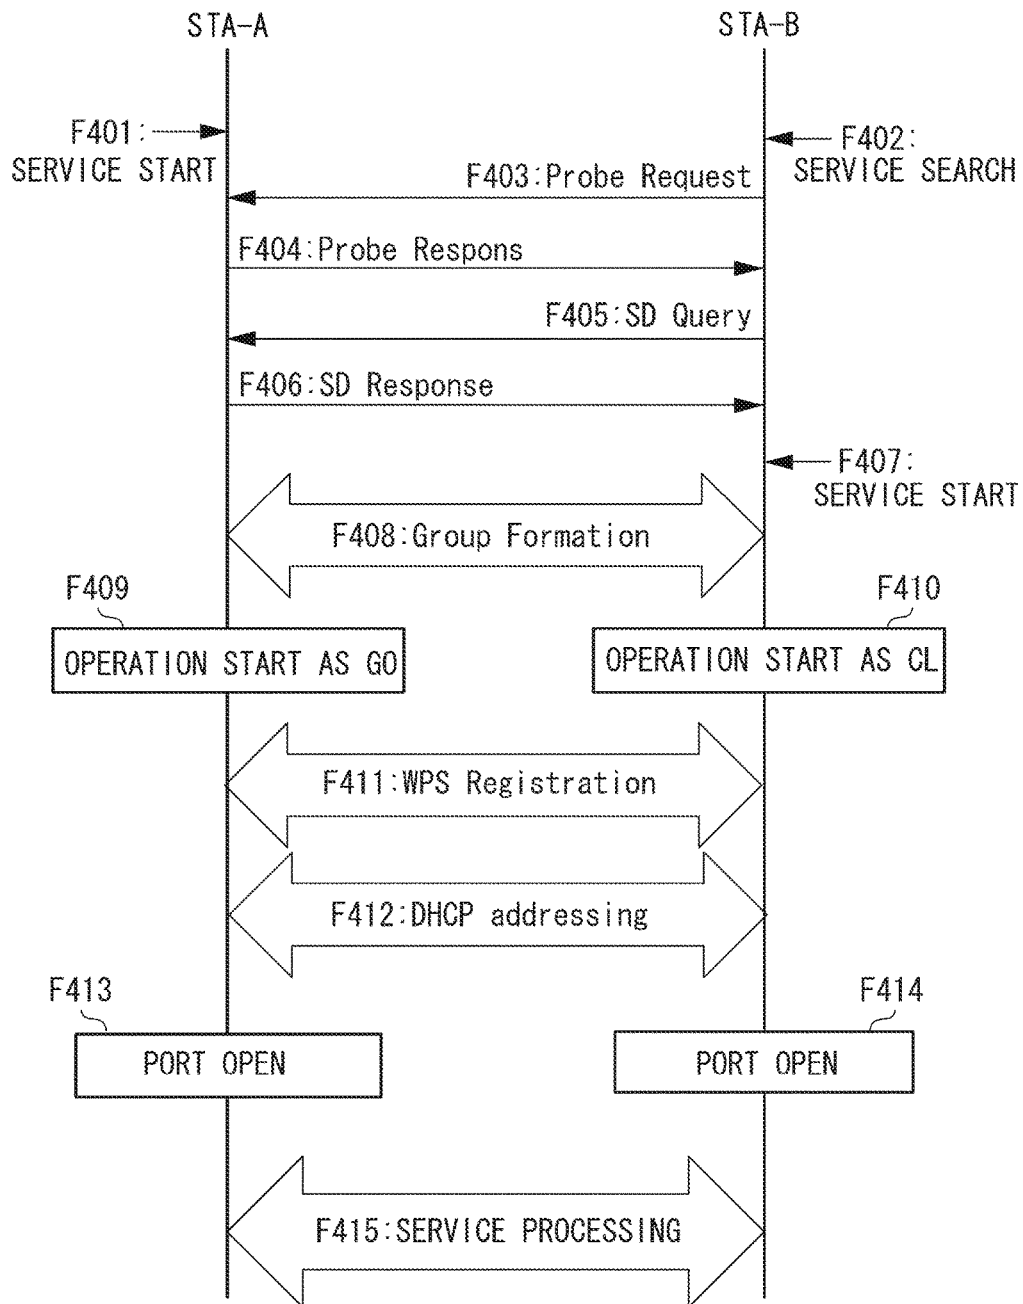 STA-A
STA-B
F401:
SERVICE START
F402:
SERVICE SEARCH
F403:Probe Request
F404:Probe Respons
F405:SD Query
F406:SD Response
F407:
SERVICE START
F408:Group Formation
F409
F410
OPERATION START AS GO
OPERATION START AS CL
F411:WPS Registration
F412:DHCP addressing
F413
F414
PORT OPEN
PORT OPEN
F415:SERVICE PROCESSING